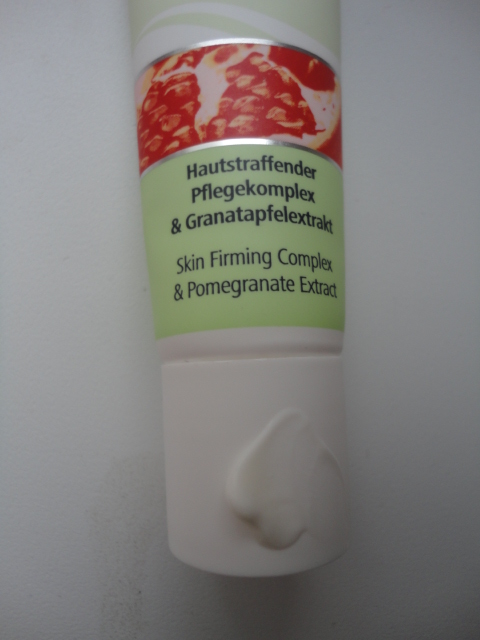 Hautstraffender
Pflegekomplex
& Granatapfelextrakt
Skin Firming Complex
& Pomegranate Extract